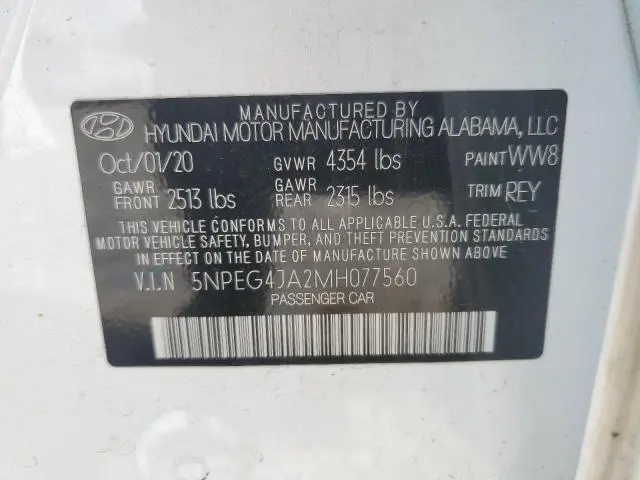 MANUFACTURED BY
HYUNDAI MOTOR MANUFACTURING ALABAMA, LLC
Oct/01/20 GVWR 4354 lbs PAINT WW8
GAWR FRONT 2513 lbs GAWR REAR 2315 lbs TRIM REY
THIS VEHICLE CONFORMS TO ALL APPLICABLE U.S.A. FEDERAL
MOTOR VEHICLE SAFETY, BUMPER, AND THEFT PREVENTION STANDARDS
IN EFFECT ON THE DATE OF MANUFACTURE SHOWN ABOVE
V.I.N 5NPEG4JA2MH077560
PASSENGER CAR